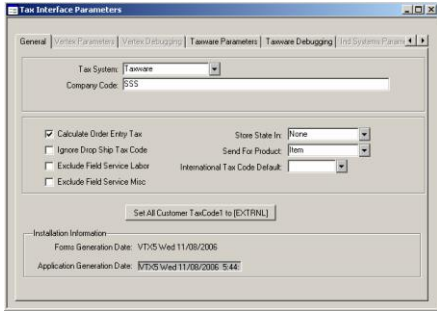 Tax Interface Parameters
General Vertex Parameters Vertex Debugging Taxware Parameters Taxware Debugging Ind.Systems Param
Tax System: Taxware
Company Code: SSS
Calculate Order Entry Tax Store State In: None
Ignore Drop Ship Tax Code Send For Product: Item
Exclude Field Service Labor International Tax Code Default:
Exclude Field Service Misc
Set All Customer TaxCode1 to [EXTRNL]
Installation Information
Forms Generation Date: VTX5 Wed 11/08/2006
Application Generation Date: VTX5 Wed 11/08/2006 5:44: